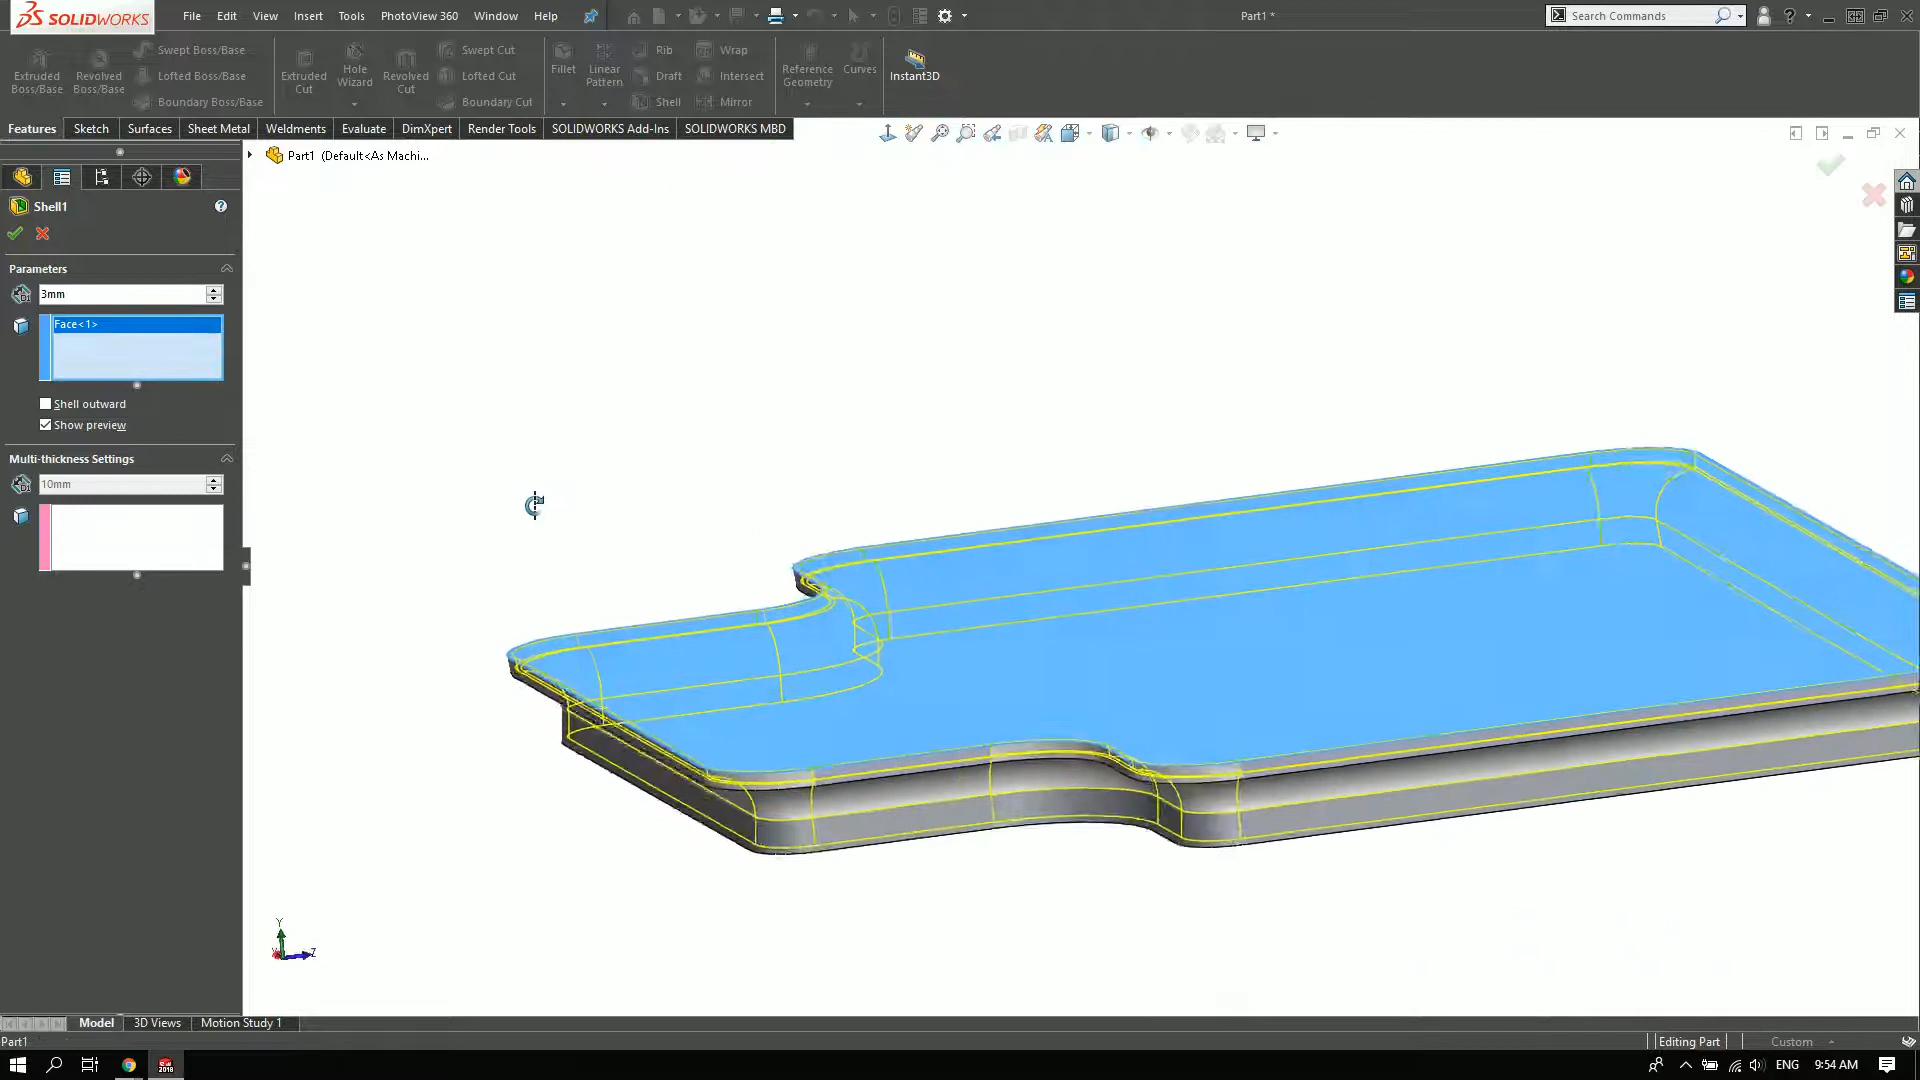 SOLIDWORKS File Edit View Insert Tools PhotoView 360 Window Help Part1 * Search Commands
Extruded Boss/Base Revolved Boss/Base Swept Boss/Base Lofted Boss/Base Boundary Boss/Base Extruded Cut Hole Wizard Revolved Cut Swept Cut Lofted Cut Boundary Cut Fillet Linear Pattern Rib Draft Shell Wrap Intersect Mirror Reference Geometry Curves Instant3D
Features Sketch Surfaces Sheet Metal Weldments Evaluate DimXpert Render Tools SOLIDWORKS Add-Ins SOLIDWORKS MBD
Part1 (Default<As Machi...
Shell1
Parameters
3mm
Face<1>
Shell outward
Show preview
Multi-thickness Settings
10mm
Y
Z
Model 3D Views Motion Study 1
Part1 Editing Part Custom
2018 ENG 9:54 AM